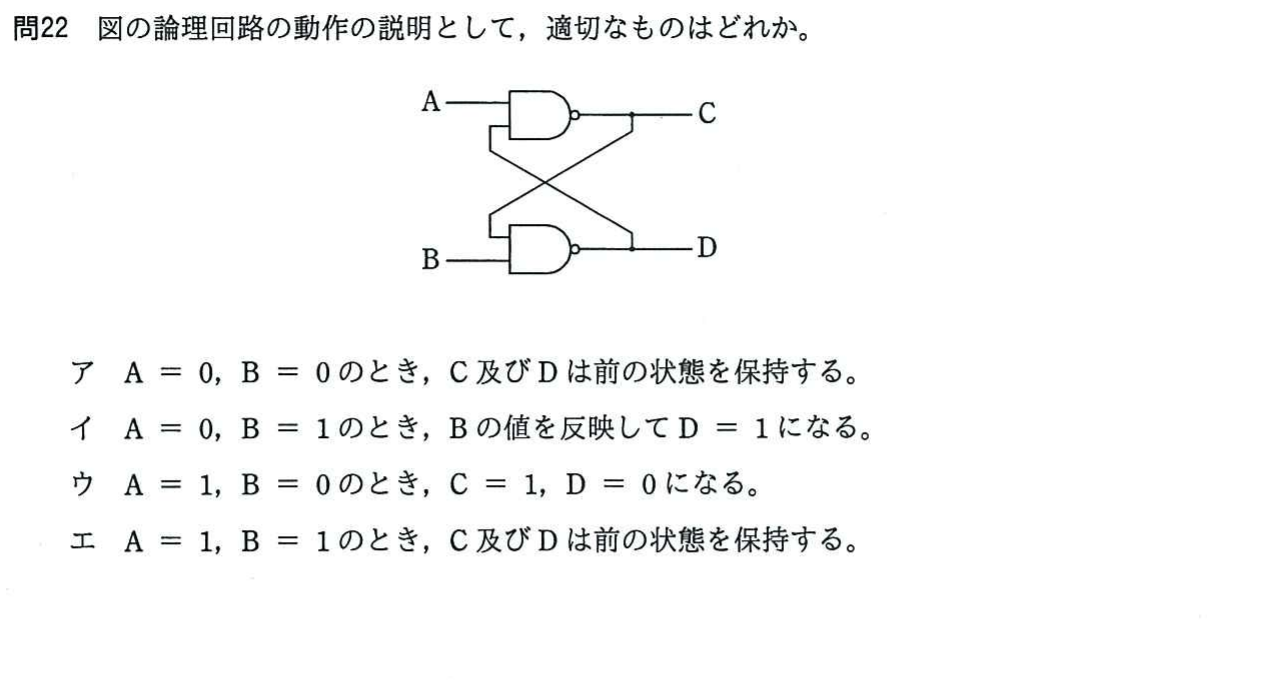 問22 図の論理回路の動作の説明として，適切なものはどれか。
A
C
B
D
ア A = 0, B = 0のとき，C及びDは前の状態を保持する。
イ A = 0, B = 1のとき，Bの値を反映してD = 1になる。
ウ A = 1, B = 0のとき，C = 1, D = 0になる。
エ A = 1, B = 1のとき，C及びDは前の状態を保持する。